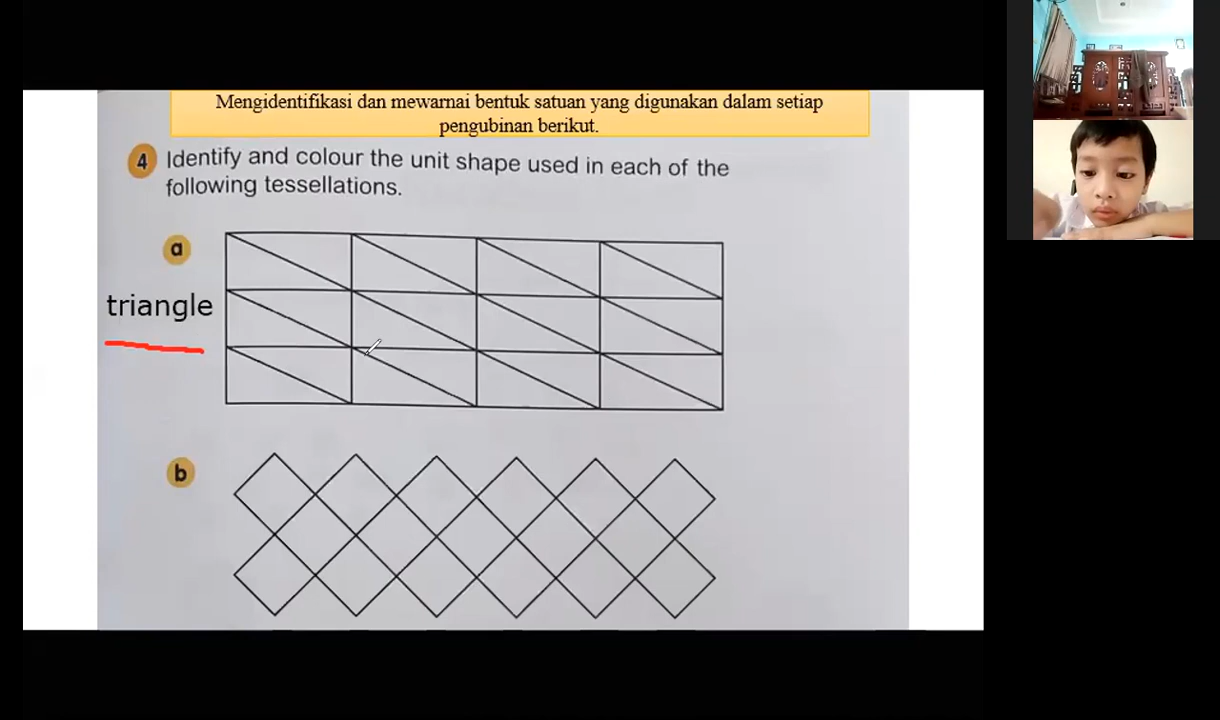 Mengidentifikasi dan mewarnai bentuk satuan yang digunakan dalam setiap
pengubinan berikut.
4 Identify and colour the unit shape used in each of the
following tessellations.
a
triangle
b